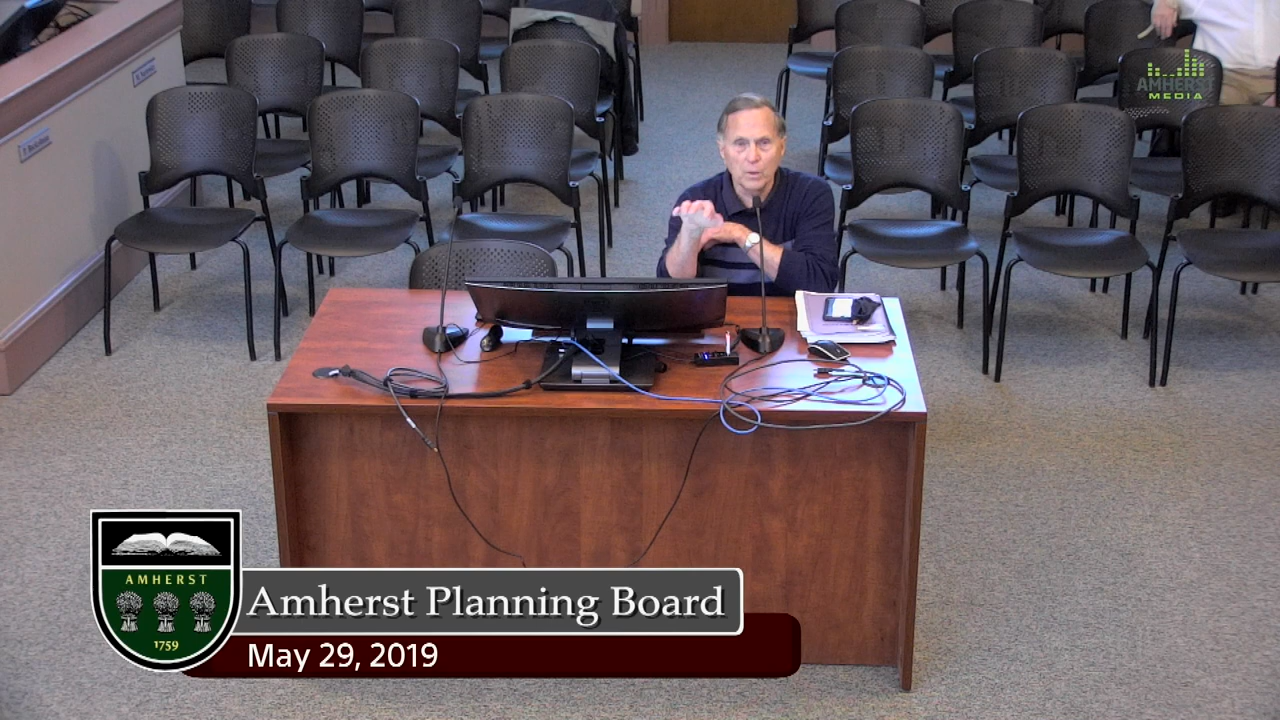 AMHERST
MEDIA
AMHERST
1759
Amherst Planning Board
May 29, 2019